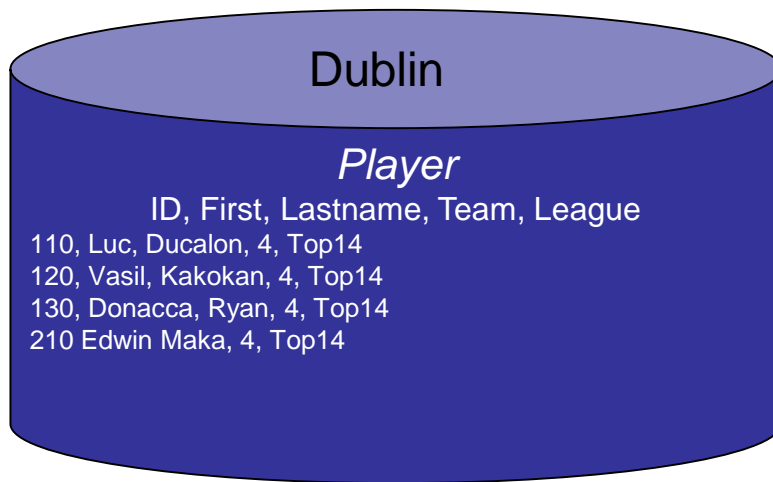 Dublin
Player
ID, First, Lastname, Team, League
110, Luc, Ducalon, 4, Top14
120, Vasil, Kakokan, 4, Top14
130, Donacca, Ryan, 4, Top14
210 Edwin Maka, 4, Top14